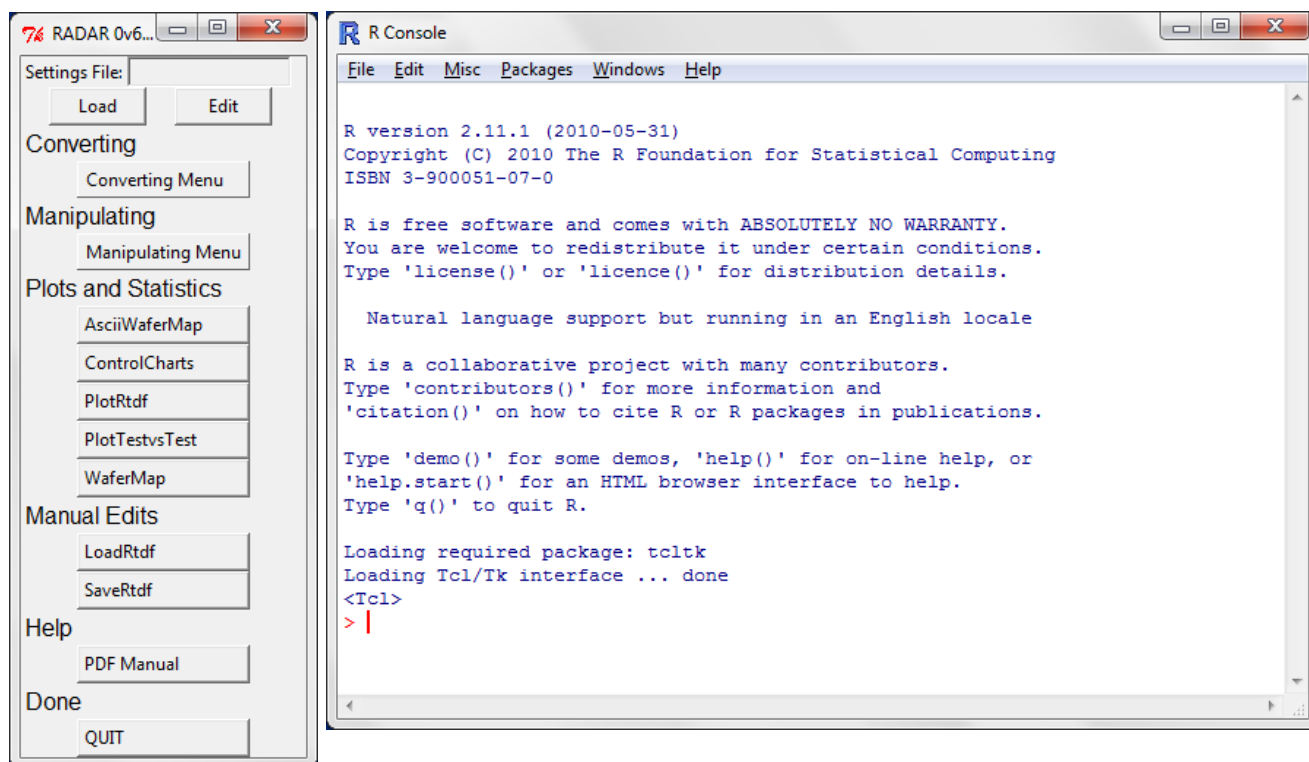 RADAR 0v6...
Settings File:
Load Edit
Converting
Converting Menu
Manipulating
Manipulating Menu
Plots and Statistics
AsciiWaferMap
ControlCharts
PlotRtdf
PlotTestvsTest
WaferMap
Manual Edits
LoadRtdf
SaveRtdf
Help
PDF Manual
Done
QUIT
R Console
File Edit Misc Packages Windows Help
R version 2.11.1 (2010-05-31)
Copyright (C) 2010 The R Foundation for Statistical Computing
ISBN 3-900051-07-0
R is free software and comes with ABSOLUTELY NO WARRANTY.
You are welcome to redistribute it under certain conditions.
Type 'license()' or 'licence()' for distribution details.
Natural language support but running in an English locale
R is a collaborative project with many contributors.
Type 'contributors()' for more information and
'citation()' on how to cite R or R packages in publications.
Type 'demo()' for some demos, 'help()' for on-line help, or
'help.start()' for an HTML browser interface to help.
Type 'q()' to quit R.
Loading required package: tcltk
Loading Tcl/Tk interface ... done
<Tcl>
>